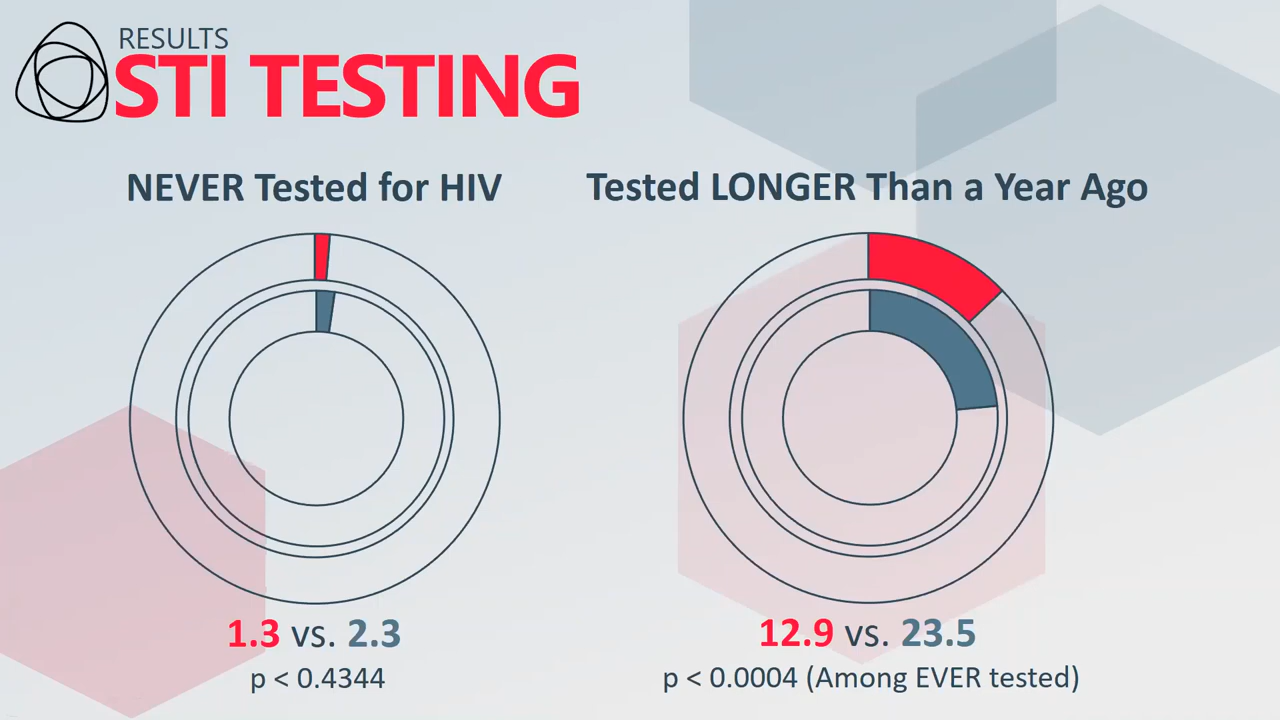 RESULTS
STI TESTING
NEVER Tested for HIV
1.3 vs. 2.3
p < 0.4344
Tested LONGER Than a Year Ago
12.9 vs. 23.5
p < 0.0004 (Among EVER tested)